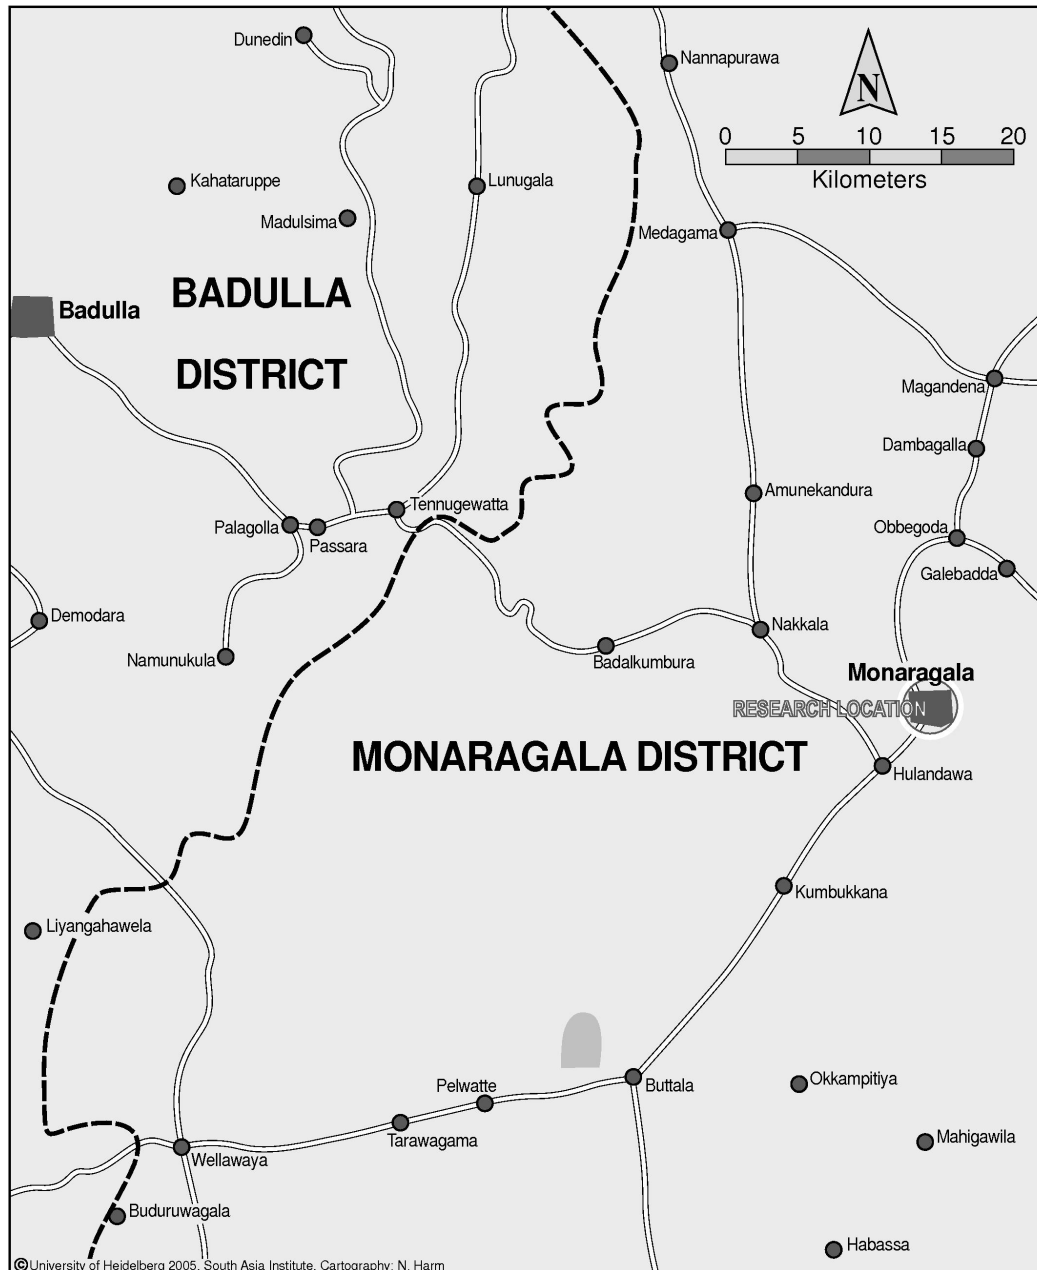 Dunedin
Nannapurawa
N
0 5 10 15 20
Kilometers
Kahataruppe
Lunugala
Madulsima
Medagama
BADULLA
DISTRICT
Badulla
Magandena
Dambagalla
Amunekandura
Tennugewatta
Palagolla
Passara
Obbegoda
Galebadda
Demodara
Nakkala
Namunukula
Badalkumbura
Monaragala
RESEARCH LOCATION
MONARAGALA DISTRICT
Hulandawa
Kumbukkana
Liyangahawela
Okkampitiya
Pelwatte
Buttala
Tarawagama
Mahigawila
Wellawaya
Buduruwagala
Habassa
©University of Heidelberg 2005, South Asia Institute, Cartography: N. Harm